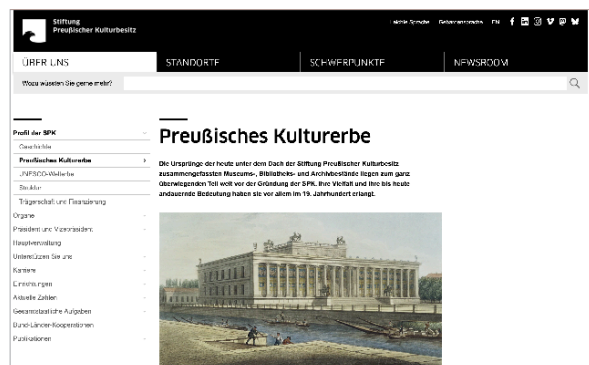 Stiftung
Preußischer Kulturbesitz
Leichte Sprache Gebärdensprache EN
ÜBER UNS STANDORTE SCHWERPUNKTE NEWSROOM
Wozu wüssten Sie gerne mehr?
Profil der SPK
Geschichte
Preußisches Kulturerbe
UNESCO-Welterbe
Struktur
Trägerschaft und Finanzierung
Organe
Präsident und Vizepräsident
Hauptverwaltung
Unterstützen Sie uns
Karriere
Einrichtungen
Aktuelle Zahlen
Gesamtstaatliche Aufgaben
Bund-Länder-Kooperationen
Publikationen
Preußisches Kulturerbe
Die Ursprünge der heute unter dem Dach der Stiftung Preußischer Kulturbesitz
zusammengefassten Museums-, Bibliotheks- und Archivbestände liegen zum ganz
überwiegenden Teil weit vor der Gründung der SPK. Ihre Vielfalt und ihre bis heute
andauernde Bedeutung haben sie vor allem im 19. Jahrhundert erlangt.